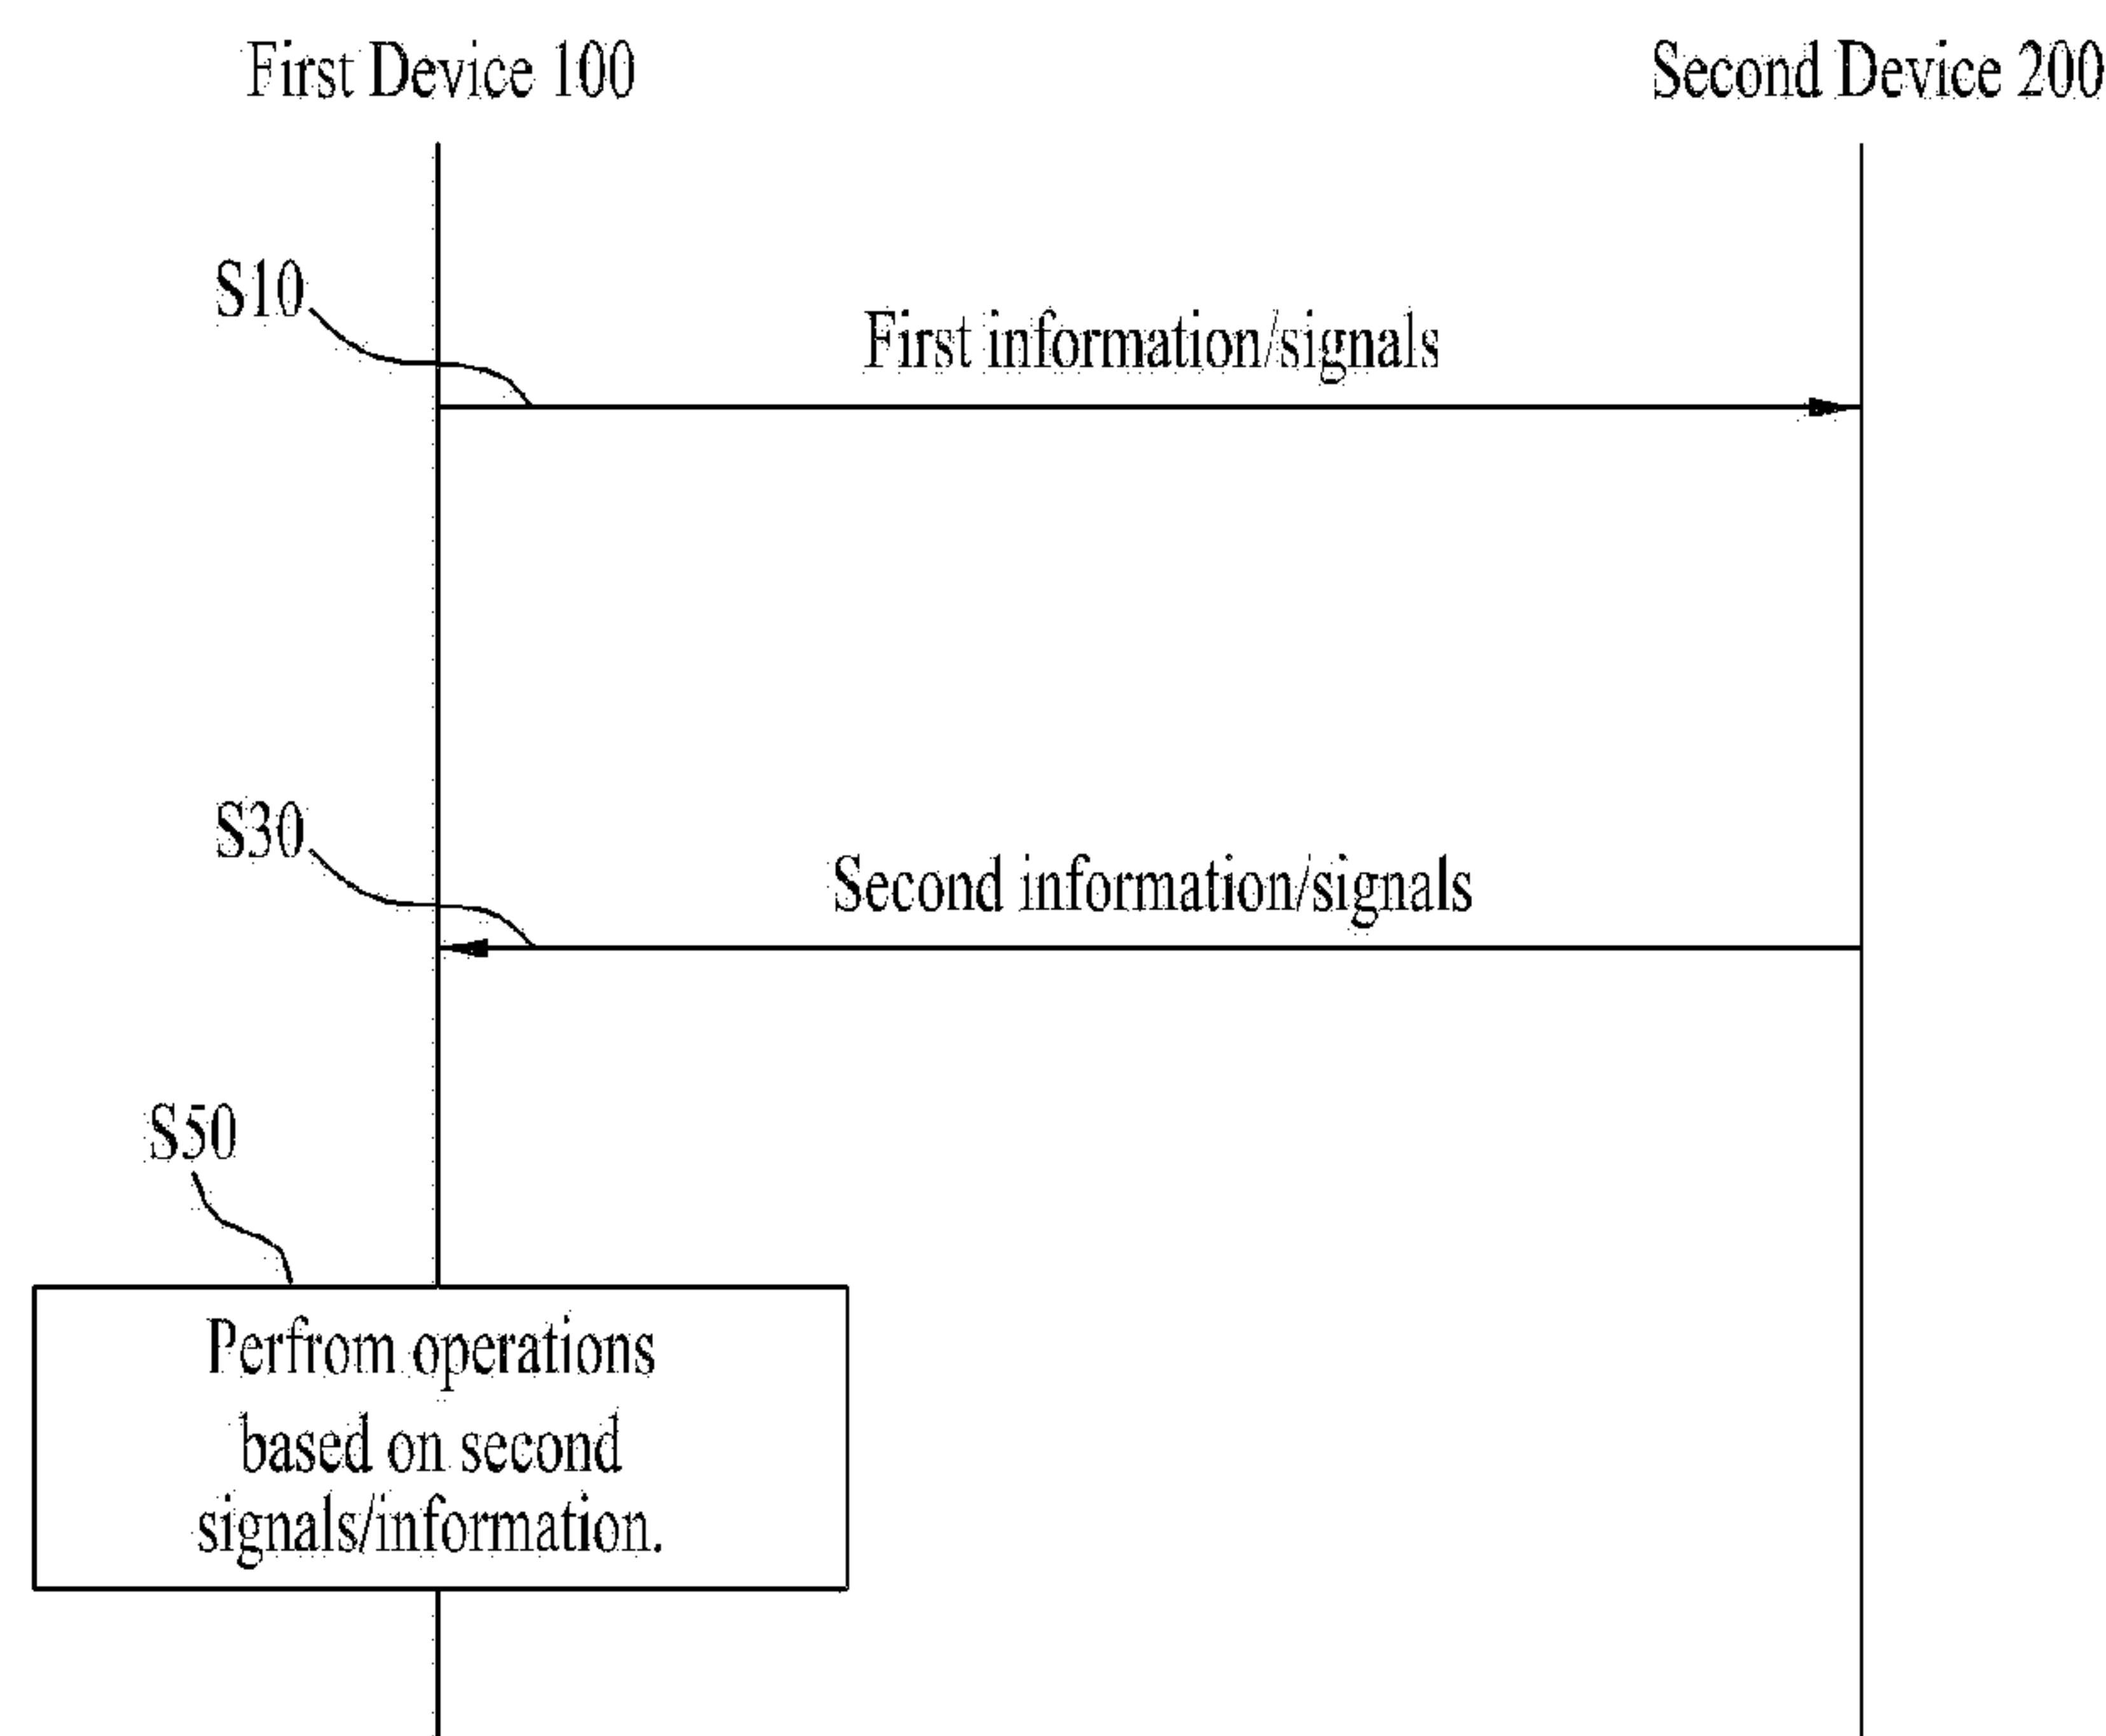 First Device 100
Second Device 200
S10
First information/signals
S30
Second information/signals
S50
Perfrom operations
based on second
signals/information.